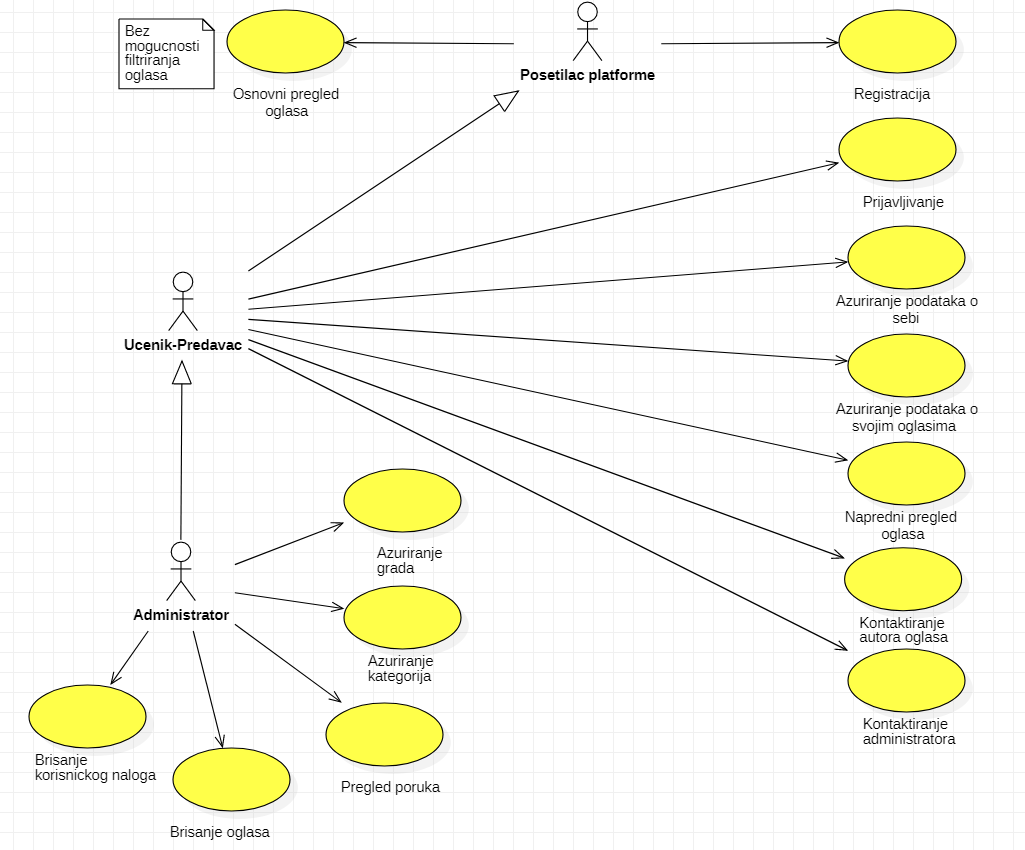 Bez
mogucnosti
filtriranja
oglasa
Osnovni pregled
oglasa
Posetilac platforme
Registracija
Prijavljivanje
Azuriranje podataka o
sebi
Ucenik-Predavac
Azuriranje podataka o
svojim oglasima
Napredni pregled
oglasa
Azuriranje
grada
Administrator
Kontaktiranje
autora oglasa
Azuriranje
kategorija
Kontaktiranje
administratora
Brisanje
korisnickog naloga
Pregled poruka
Brisanje oglasa